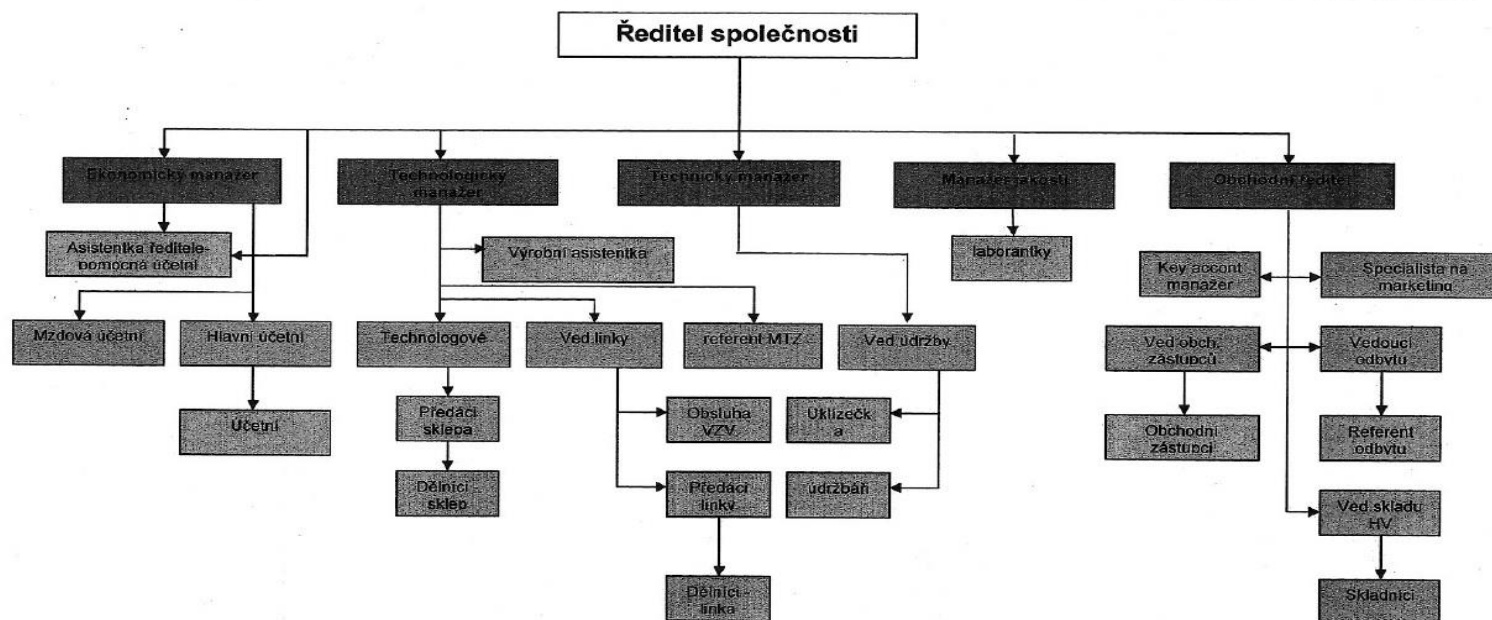 Ředitel společnosti
Ekonomický manažer
Technologický
manažer
Technický manažer
Manažer jakosti
Obchodní ředitel
Asistentka ředitele-
pomocná účetní
Výrobní asistentka
laborantky
Key accont
manažer
Specialista na
marketing
Mzdová účetní
Hlavní účetní
Technologové
Ved.linky
referent MTZ
Ved.údržby
Ved.obch.
zástupců
Vedoucí
odbytu
Účetní
Předáci
sklepa
Obsluha
VZV
Uklízečk
a
Obchodní
zástupci
Referent
odbytu
Dělníci -
sklep
Předáci
linky
údržbáři
Ved.skladu
HV
Dělníci -
linka
Skladníci